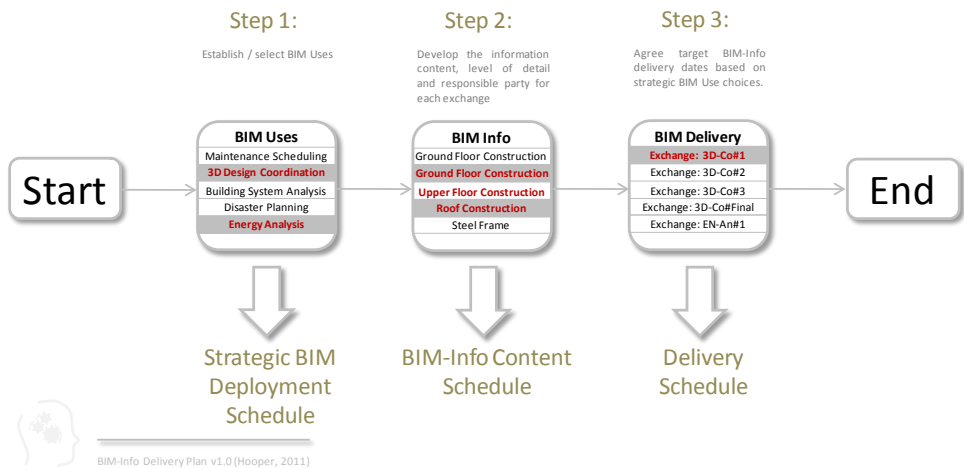 Step 1:
Establish / select BIM Uses
Step 2:
Develop the information
content, level of detail
and responsible party for
each exchange
Step 3:
Agree target BIM-Info
delivery dates based on
strategic BIM Use choices.
Start
BIM Uses
Maintenance Scheduling
3D Design Coordination
Building System Analysis
Disaster Planning
Energy Analysis
BIM Info
Ground Floor Construction
Ground Floor Construction
Upper Floor Construction
Roof Construction
Steel Frame
BIM Delivery
Exchange: 3D-Co#1
Exchange: 3D-Co#2
Exchange: 3D-Co#3
Exchange: 3D-Co#Final
Exchange: EN-An#1
End
Strategic BIM
Deployment
Schedule
BIM-Info Content
Schedule
Delivery
Schedule
BIM-Info Delivery Plan v1.0 (Hooper, 2011)